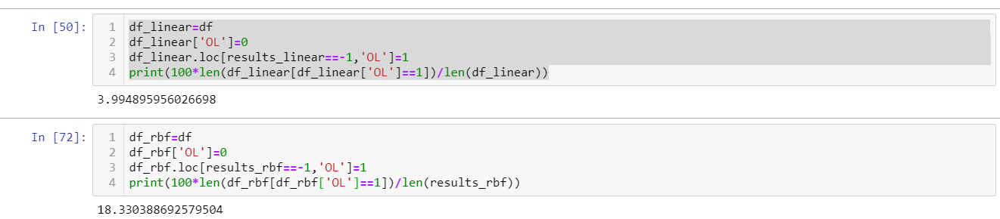 In [50]:
1 df_linear=df
2 df_linear['OL']=0
3 df_linear.loc[results_linear==-1,'OL']=1
4 print(100*len(df_linear[df_linear['OL']==1])/len(df_linear))
3.994895956026698
In [72]:
1 df_rbf=df
2 df_rbf['OL']=0
3 df_rbf.loc[results_rbf==-1,'OL']=1
4 print(100*len(df_rbf[df_rbf['OL']==1])/len(results_rbf))
18.330388692579504